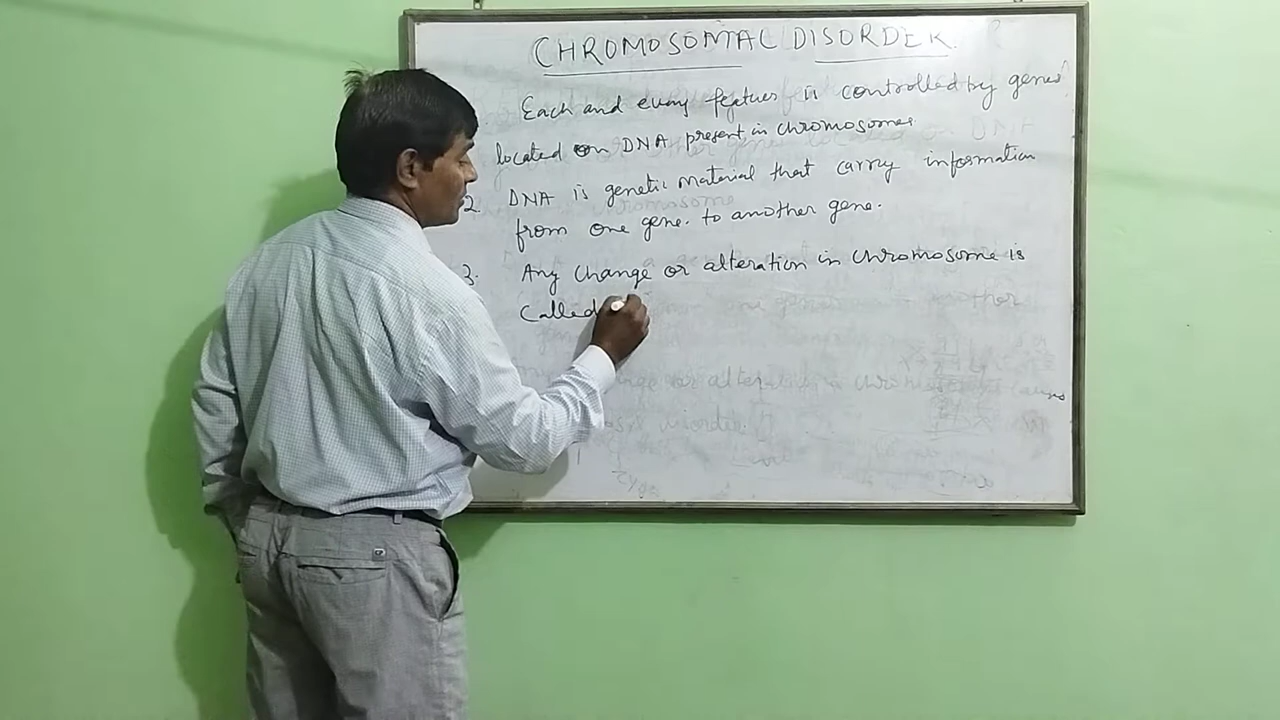 CHROMOSOMAL DISORDER.
Each and every featues is controlled by genes
located on DNA present in chromosomes
2. DNA is genetic material that carry information
from one gene. to another gene.
3. Any change or alteration in chromosome is
Called